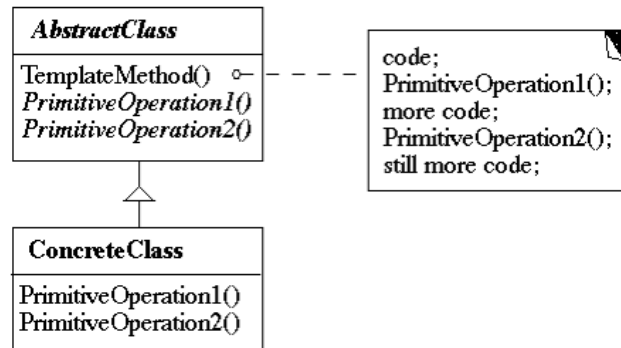 AbstractClass
TemplateMethod()
PrimitiveOperation1()
PrimitiveOperation2()
code;
PrimitiveOperation1();
more code;
PrimitiveOperation2();
still more code;
ConcreteClass
PrimitiveOperation1()
PrimitiveOperation2()